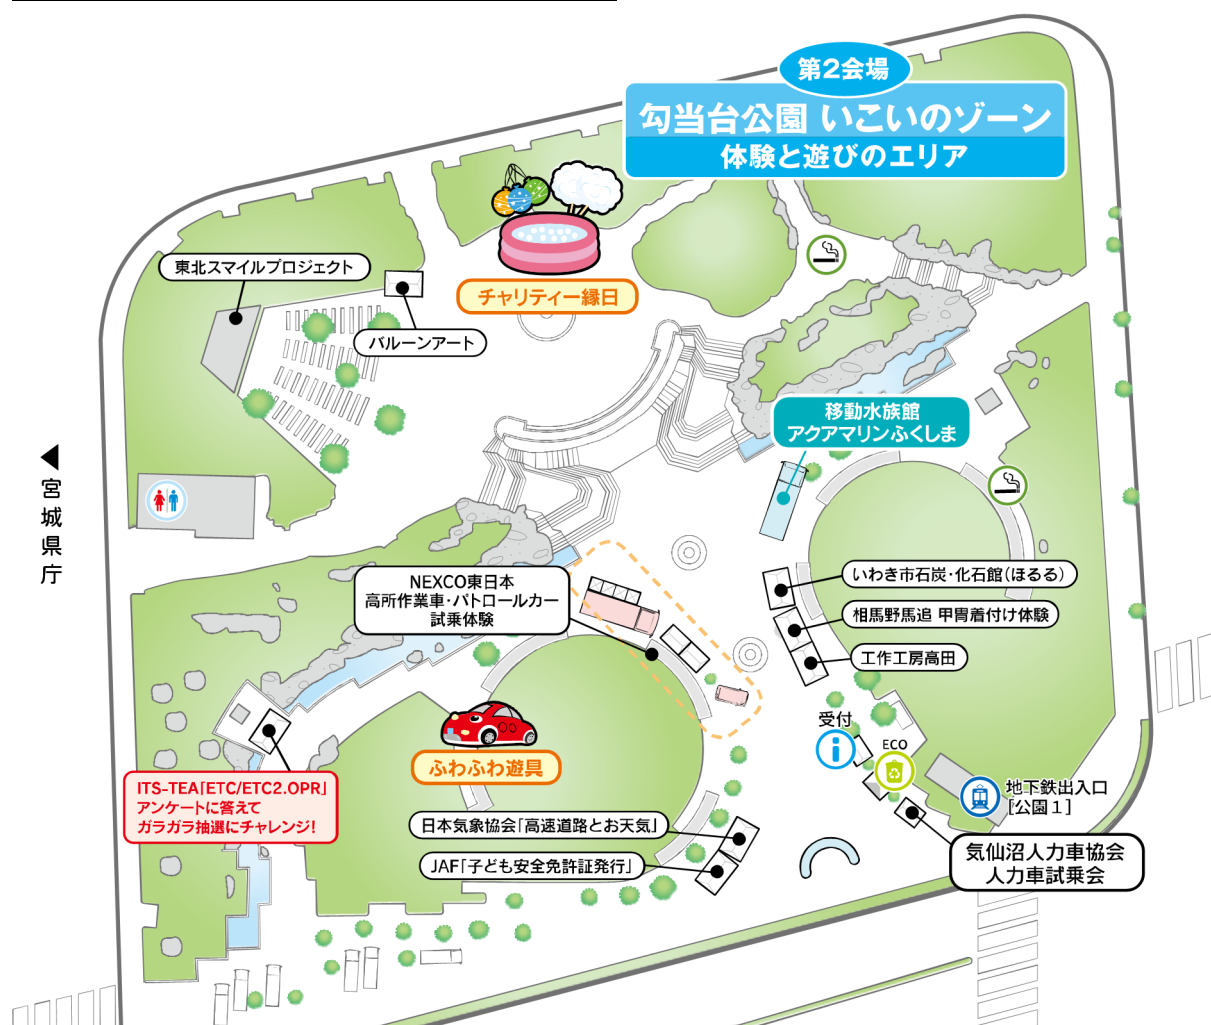 第2会場
勾当台公園 いこいのゾーン
体験と遊びのエリア
東北スマイルプロジェクト
チャリティー縁日
バルーンアート
移動水族館
アクアマリンふくしま
◀宮城県庁
NEXCO東日本
高所作業車・パトロールカー
試乗体験
いわき市石炭・化石館(ほるる)
相馬野馬追 甲冑着付け体験
工作工房高田
受付
ECO
ふわふわ遊具
ITS-TEA「ETC/ETC2.0PR」
アンケートに答えて
ガラガラ抽選にチャレンジ!
地下鉄出入口
[公園1]
日本気象協会「高速道路とお天気」
JAF「子ども安全免許証発行」
気仙沼人力車協会
人力車試乗会